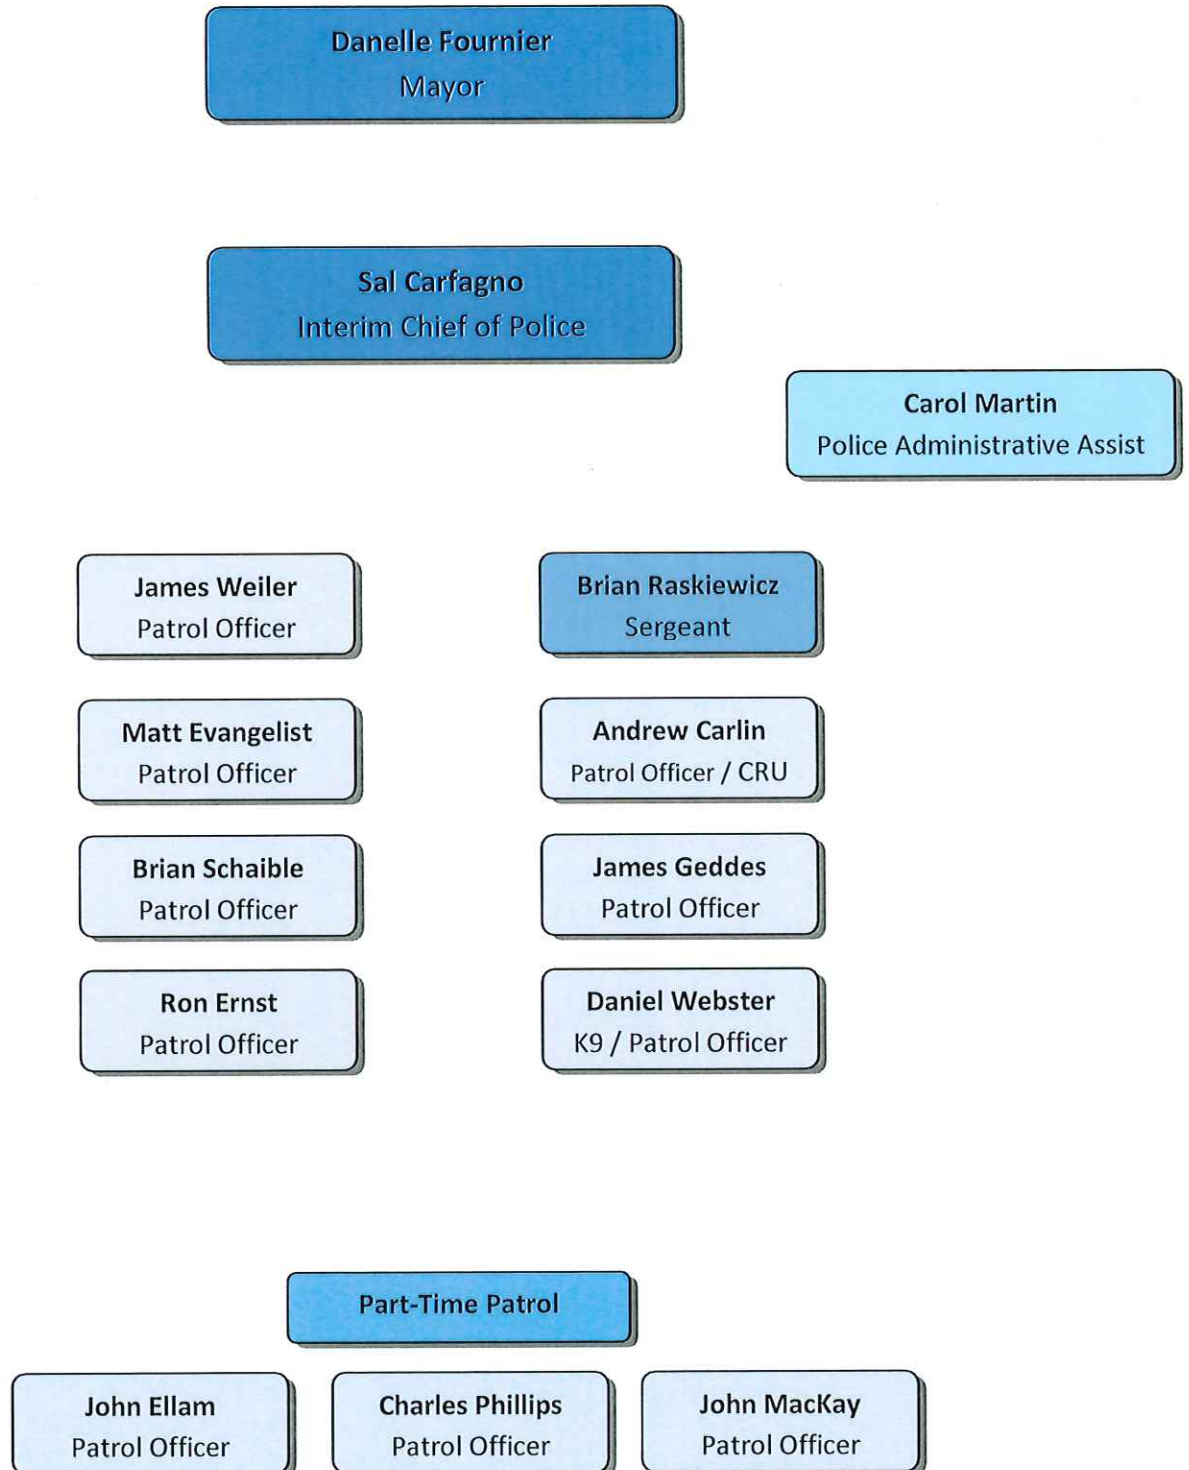 Danelle Fournier
Mayor
Sal Carfagno
Interim Chief of Police
Carol Martin
Police Administrative Assist
James Weiler
Patrol Officer
Brian Raskiewicz
Sergeant
Matt Evangelist
Patrol Officer
Andrew Carlin
Patrol Officer / CRU
Brian Schaible
Patrol Officer
James Geddes
Patrol Officer
Ron Ernst
Patrol Officer
Daniel Webster
K9 / Patrol Officer
Part-Time Patrol
John Ellam
Patrol Officer
Charles Phillips
Patrol Officer
John MacKay
Patrol Officer